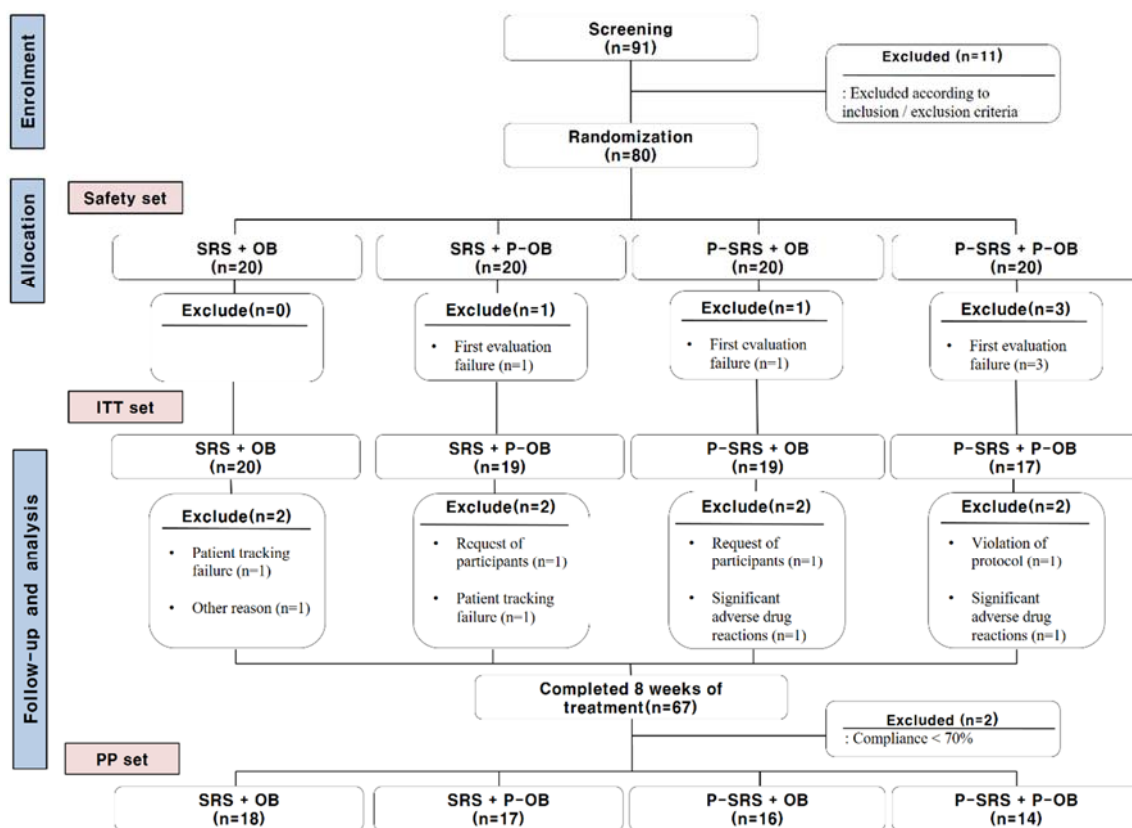 Enrolment
Screening
(n=91)
Excluded (n=11)
: Excluded according to
inclusion / exclusion criteria
Randomization
(n=80)
Allocation
Safety set
SRS + OB
(n=20)
SRS + P-OB
(n=20)
P-SRS + OB
(n=20)
P-SRS + P-OB
(n=20)
Exclude(n=0)
Exclude(n=1)
• First evaluation
failure (n=1)
Exclude(n=1)
• First evaluation
failure (n=1)
Exclude(n=3)
• First evaluation
failure (n=3)
ITT set
Follow-up and analysis
SRS + OB
(n=20)
SRS + P-OB
(n=19)
P-SRS + OB
(n=19)
P-SRS + P-OB
(n=17)
Exclude(n=2)
• Patient tracking
failure (n=1)
• Other reason (n=1)
Exclude(n=2)
• Request of
participants (n=1)
• Patient tracking
failure (n=1)
Exclude(n=2)
• Request of
participants (n=1)
• Significant
adverse drug
reactions (n=1)
Exclude(n=2)
• Violation of
protocol (n=1)
• Significant
adverse drug
reactions (n=1)
Completed 8 weeks of
treatment(n=67)
Excluded (n=2)
: Compliance < 70%
PP set
SRS + OB
(n=18)
SRS + P-OB
(n=17)
P-SRS + OB
(n=16)
P-SRS + P-OB
(n=14)